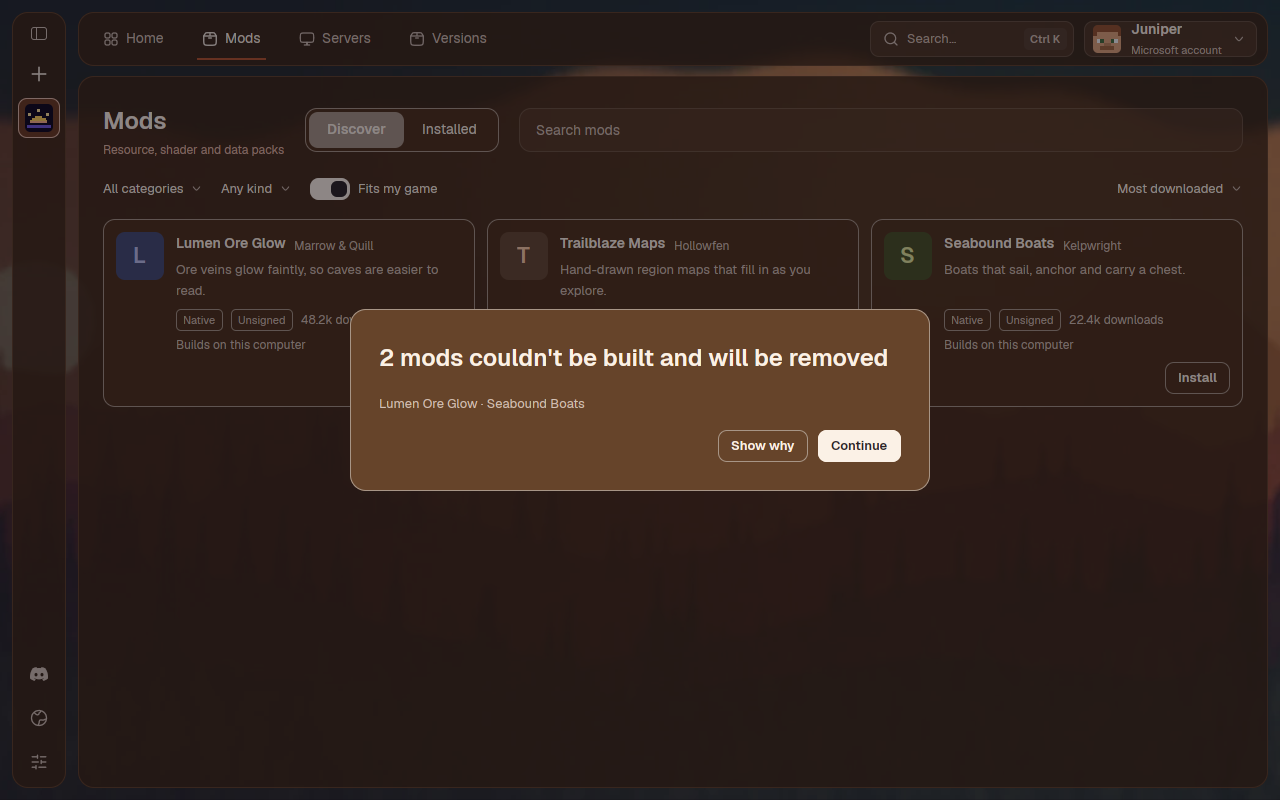 Home
Mods
Servers
Versions
Search...
Ctrl K
Juniper
Microsoft account
Mods
Resource, shader and data packs
Discover
Installed
Search mods
All categories
Any kind
Fits my game
Most downloaded
L
Lumen Ore Glow Marrow & Quill
Ore veins glow faintly, so caves are easier to
read.
Native Unsigned 48.2k
Builds on this computer
T
Trailblaze Maps Hollowfen
Hand-drawn region maps that fill in as you
explore.
S
Seabound Boats Kelpwright
Boats that sail, anchor and carry a chest.
Native Unsigned 22.4k downloads
Builds on this computer
Install
2 mods couldn't be built and will be removed
Lumen Ore Glow · Seabound Boats
Show why
Continue